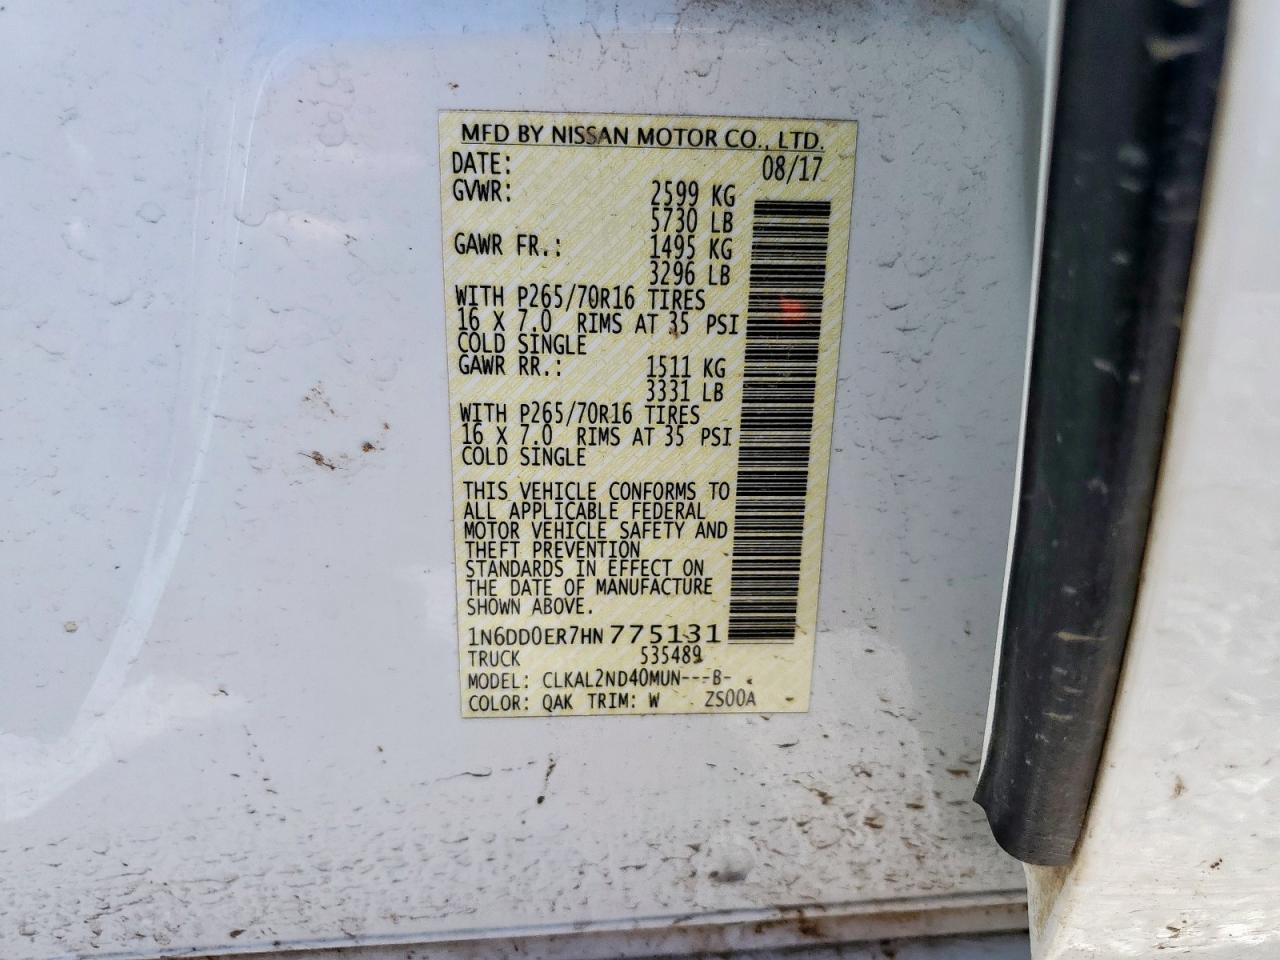 MFD BY NISSAN MOTOR CO., LTD.
DATE: 08/17
GVWR: 2599 KG
5730 LB
GAWR FR.: 1495 KG
3296 LB
WITH P265/70R16 TIRES
16 X 7.0 RIMS AT 35 PSI
COLD SINGLE
GAWR RR.: 1511 KG
3331 LB
WITH P265/70R16 TIRES
16 X 7.0 RIMS AT 35 PSI
COLD SINGLE
THIS VEHICLE CONFORMS TO
ALL APPLICABLE FEDERAL
MOTOR VEHICLE SAFETY AND
THEFT PREVENTION
STANDARDS IN EFFECT ON
THE DATE OF MANUFACTURE
SHOWN ABOVE.
1N6DD0ER7HN775131
TRUCK 535489
MODEL: CLKAL2ND40MUN---B-
COLOR: QAK TRIM: W ZS00A